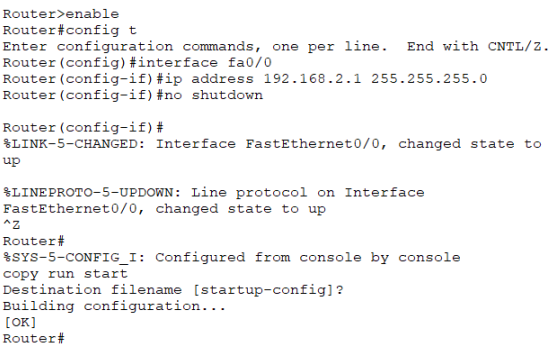 Router>enable
Router#config t
Enter configuration commands, one per line.  End with CNTL/Z.
Router(config)#interface fa0/0
Router(config-if)#ip address 192.168.2.1 255.255.255.0
Router(config-if)#no shutdown

Router(config-if)#
%LINK-5-CHANGED: Interface FastEthernet0/0, changed state to
up

%LINEPROTO-5-UPDOWN: Line protocol on Interface
FastEthernet0/0, changed state to up
^Z
Router#
%SYS-5-CONFIG_I: Configured from console by console
copy run start
Destination filename [startup-config]?
Building configuration...
[OK]
Router#